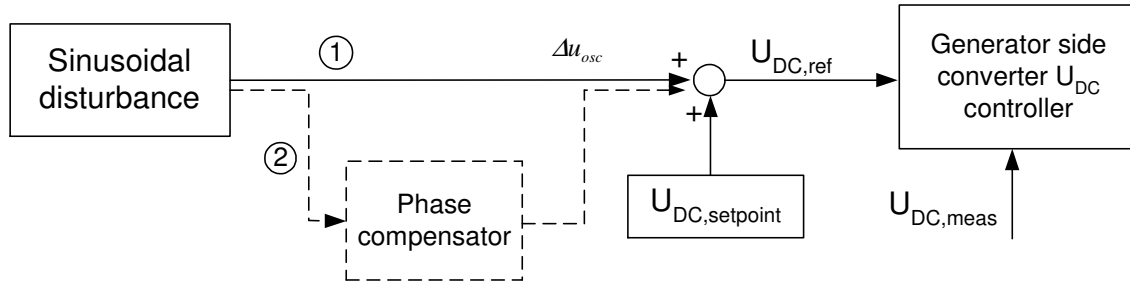 Sinusoidal
disturbance
①
Δu_osc
+
+
U_DC,ref
Generator side
converter U_DC
controller
②
Phase
compensator
U_DC,setpoint
U_DC,meas